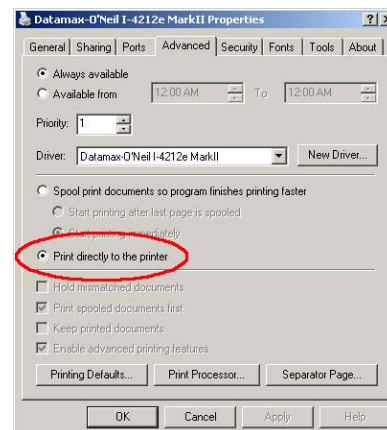 Datamax-O'Neil I-4212e MarkII Properties
General Sharing Ports Advanced Security Fonts Tools About
Always available
Available from 12:00 AM To 12:00 AM
Priority: 1
Driver: Datamax-O'Neil I-4212e MarkII New Driver...
Spool print documents so program finishes printing faster
Start printing after last page is spooled
Start printing immediately
Print directly to the printer
Hold mismatched documents
Print spooled documents first
Keep printed documents
Enable advanced printing features
Printing Defaults... Print Processor... Separator Page...
OK Cancel Apply Help